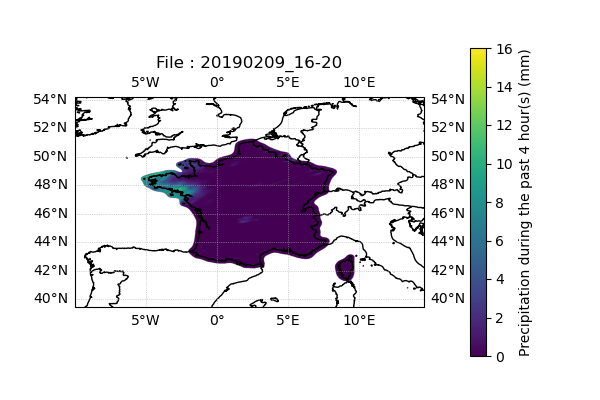 File : 20190209_16-20
5°W 0° 5°E 10°E
54°N 54°N
52°N 52°N
50°N 50°N
48°N 48°N
46°N 46°N
44°N 44°N
42°N 42°N
40°N 40°N
5°W 0° 5°E 10°E
16
14
12
10
8
6
4
2
0
Precipitation during the past 4 hour(s) (mm)